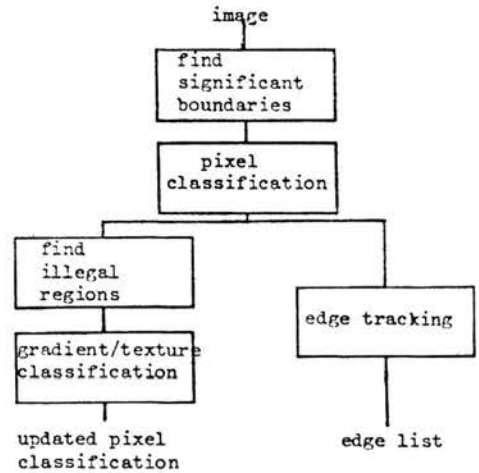 image
find
significant
boundaries
pixel
classification
find
illegal
regions
gradient/texture
classification
edge tracking
updated pixel
classification
edge list